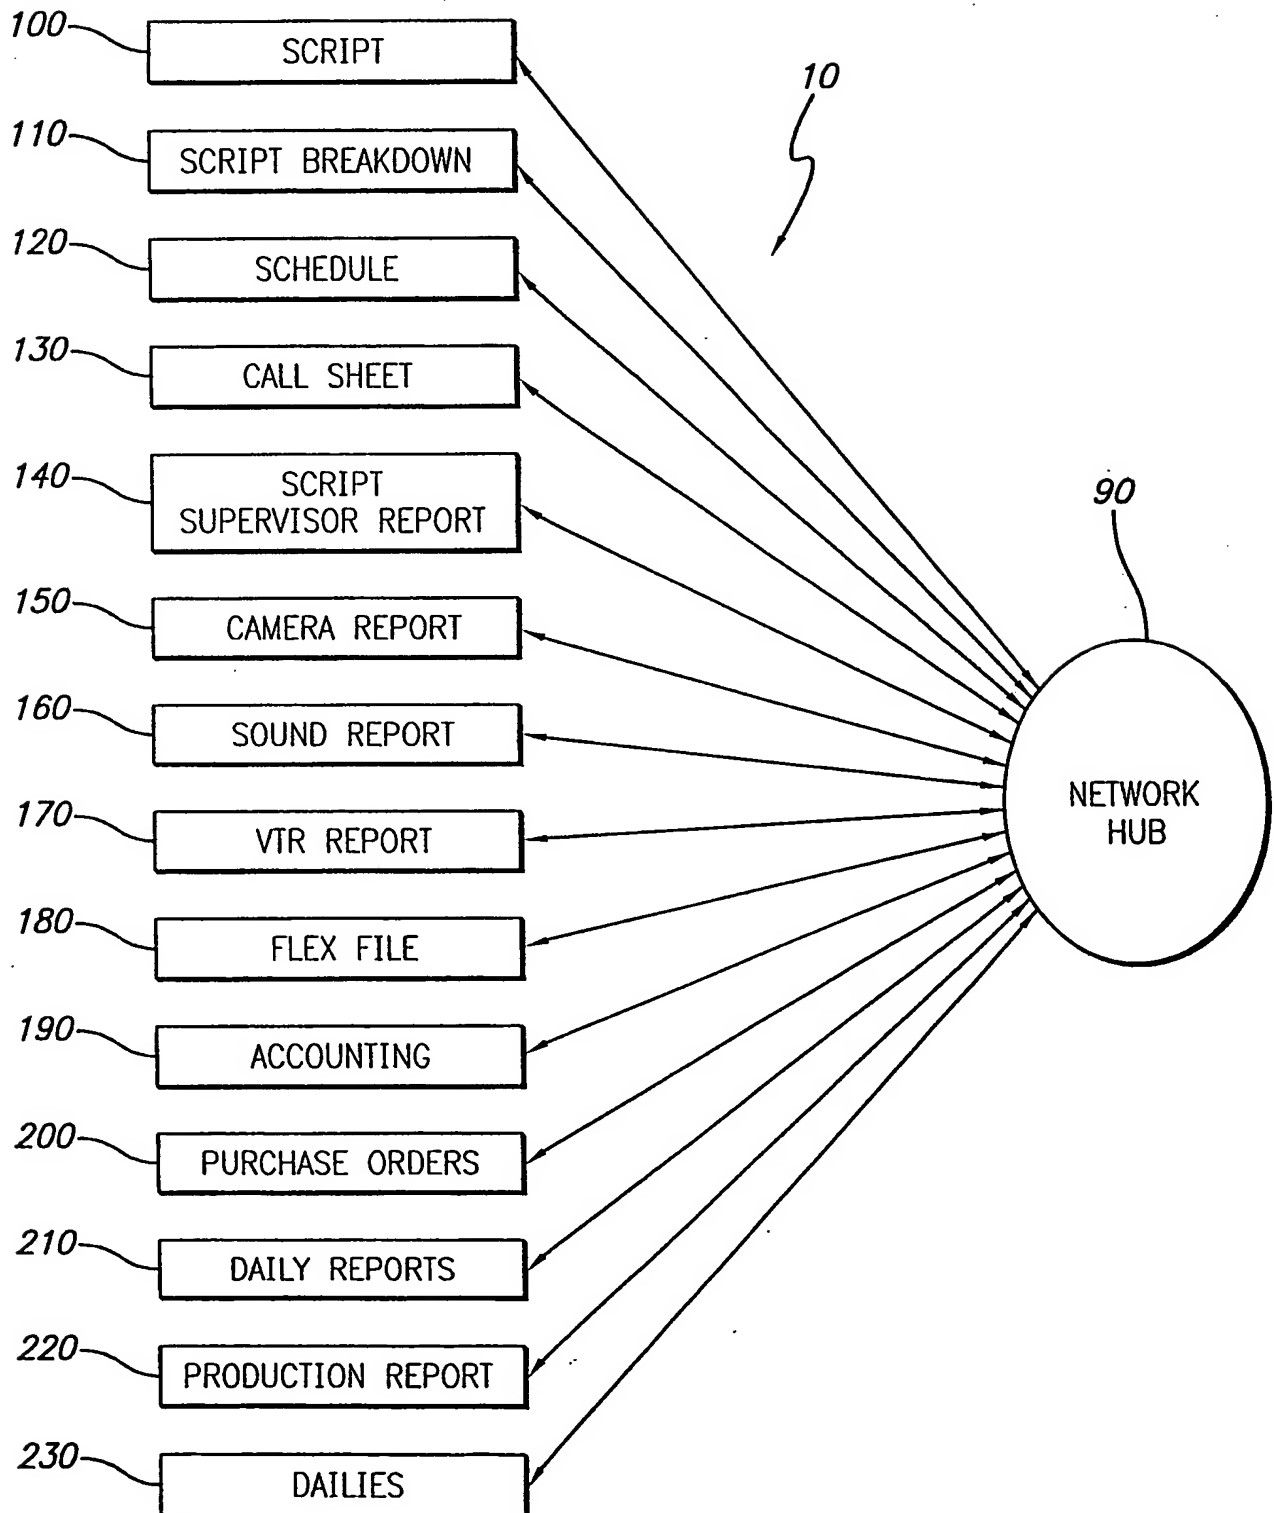 100
SCRIPT
10
110
SCRIPT BREAKDOWN
120
SCHEDULE
130
CALL SHEET
140
SCRIPT
SUPERVISOR REPORT
90
150
CAMERA REPORT
160
SOUND REPORT
NETWORK
HUB
170
VTR REPORT
180
FLEX FILE
190
ACCOUNTING
200
PURCHASE ORDERS
210
DAILY REPORTS
220
PRODUCTION REPORT
230
DAILIES